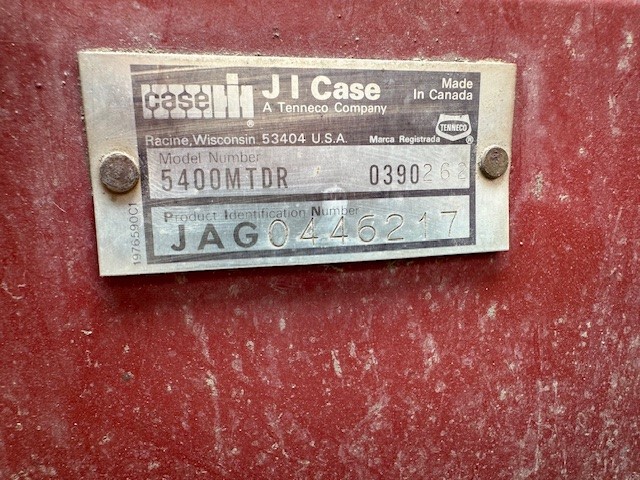 case IH
J I Case
A Tenneco Company
Made
In Canada
Racine, Wisconsin 53404 U.S.A.
Marca Registrada
TENNECO
®
®
Model Number
5400MTDR
Product Identification Number
JAG0446217
1976590C1